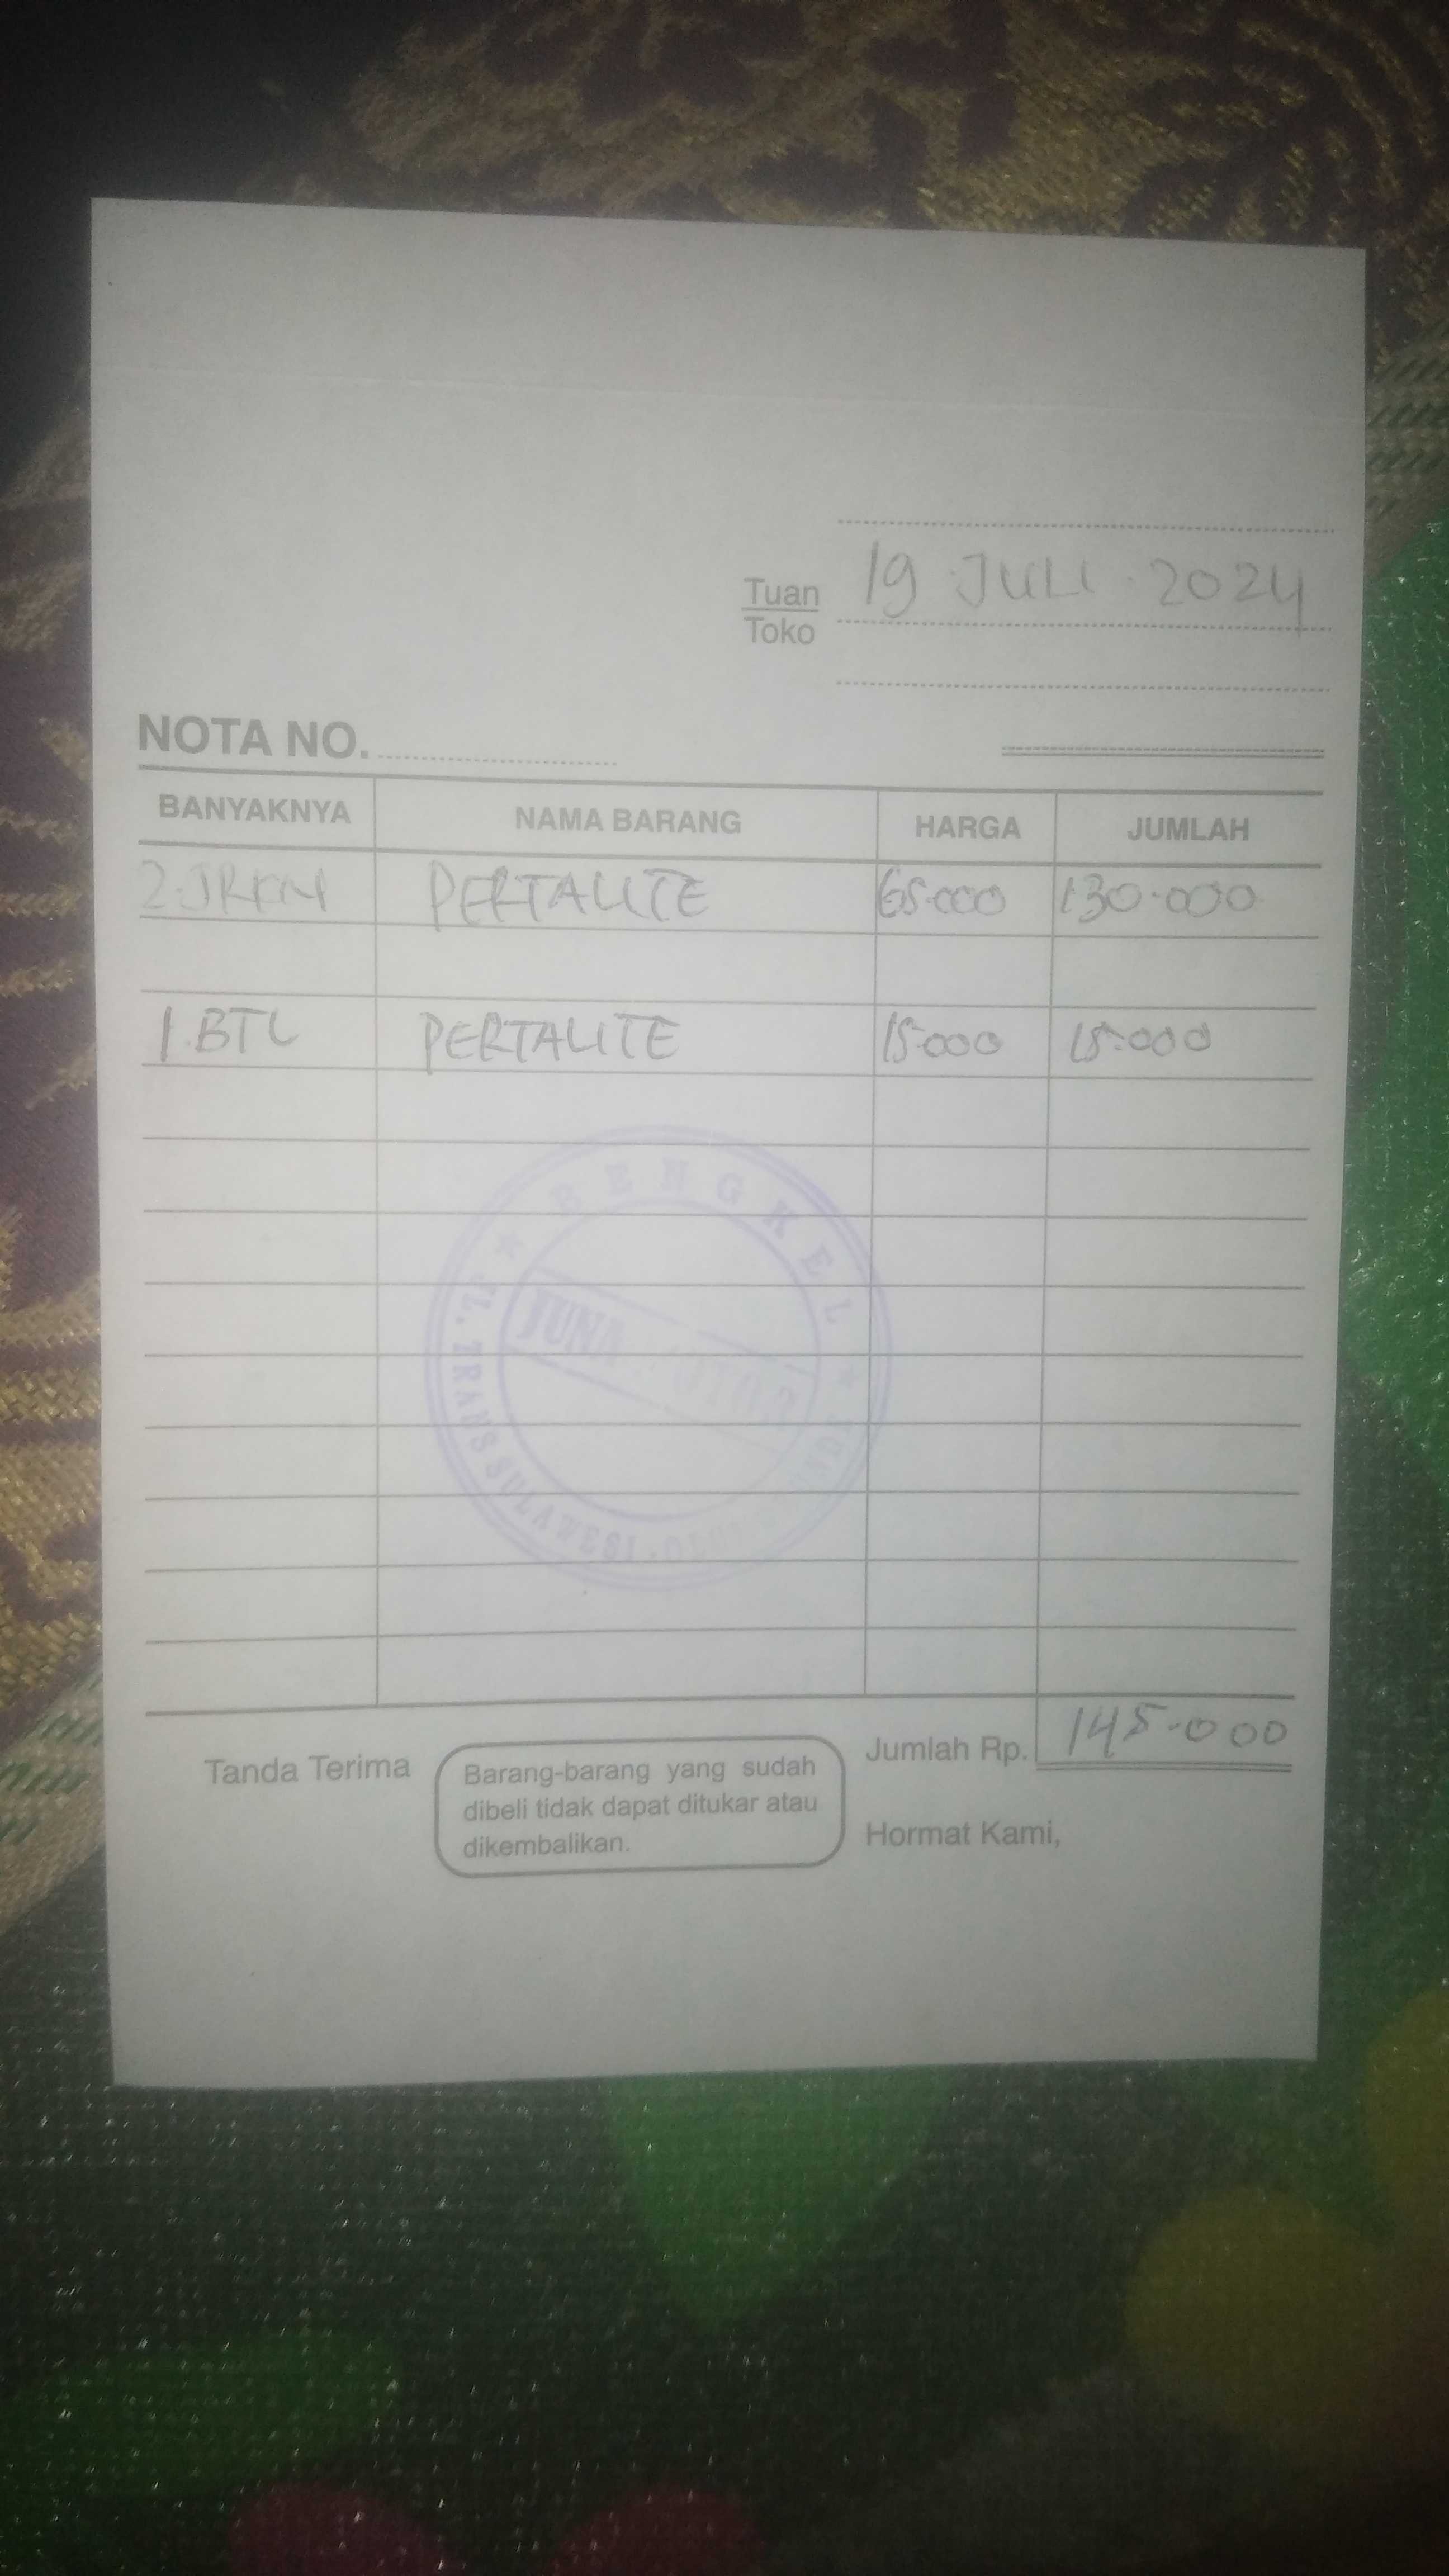 19 JULI 2024
Tuan
Toko
NOTA NO.
BANYAKNYA NAMA BARANG HARGA JUMLAH
2 JRKN PERTALITE 65.000 130.000
1.BTL PERTALITE 15.000 15.000
BENGKEL
JUNA
JL. TRANS SULAWESI
Jumlah Rp. 145.000
Tanda Terima
Barang-barang yang sudah
dibeli tidak dapat ditukar atau
dikembalikan.
Hormat Kami,